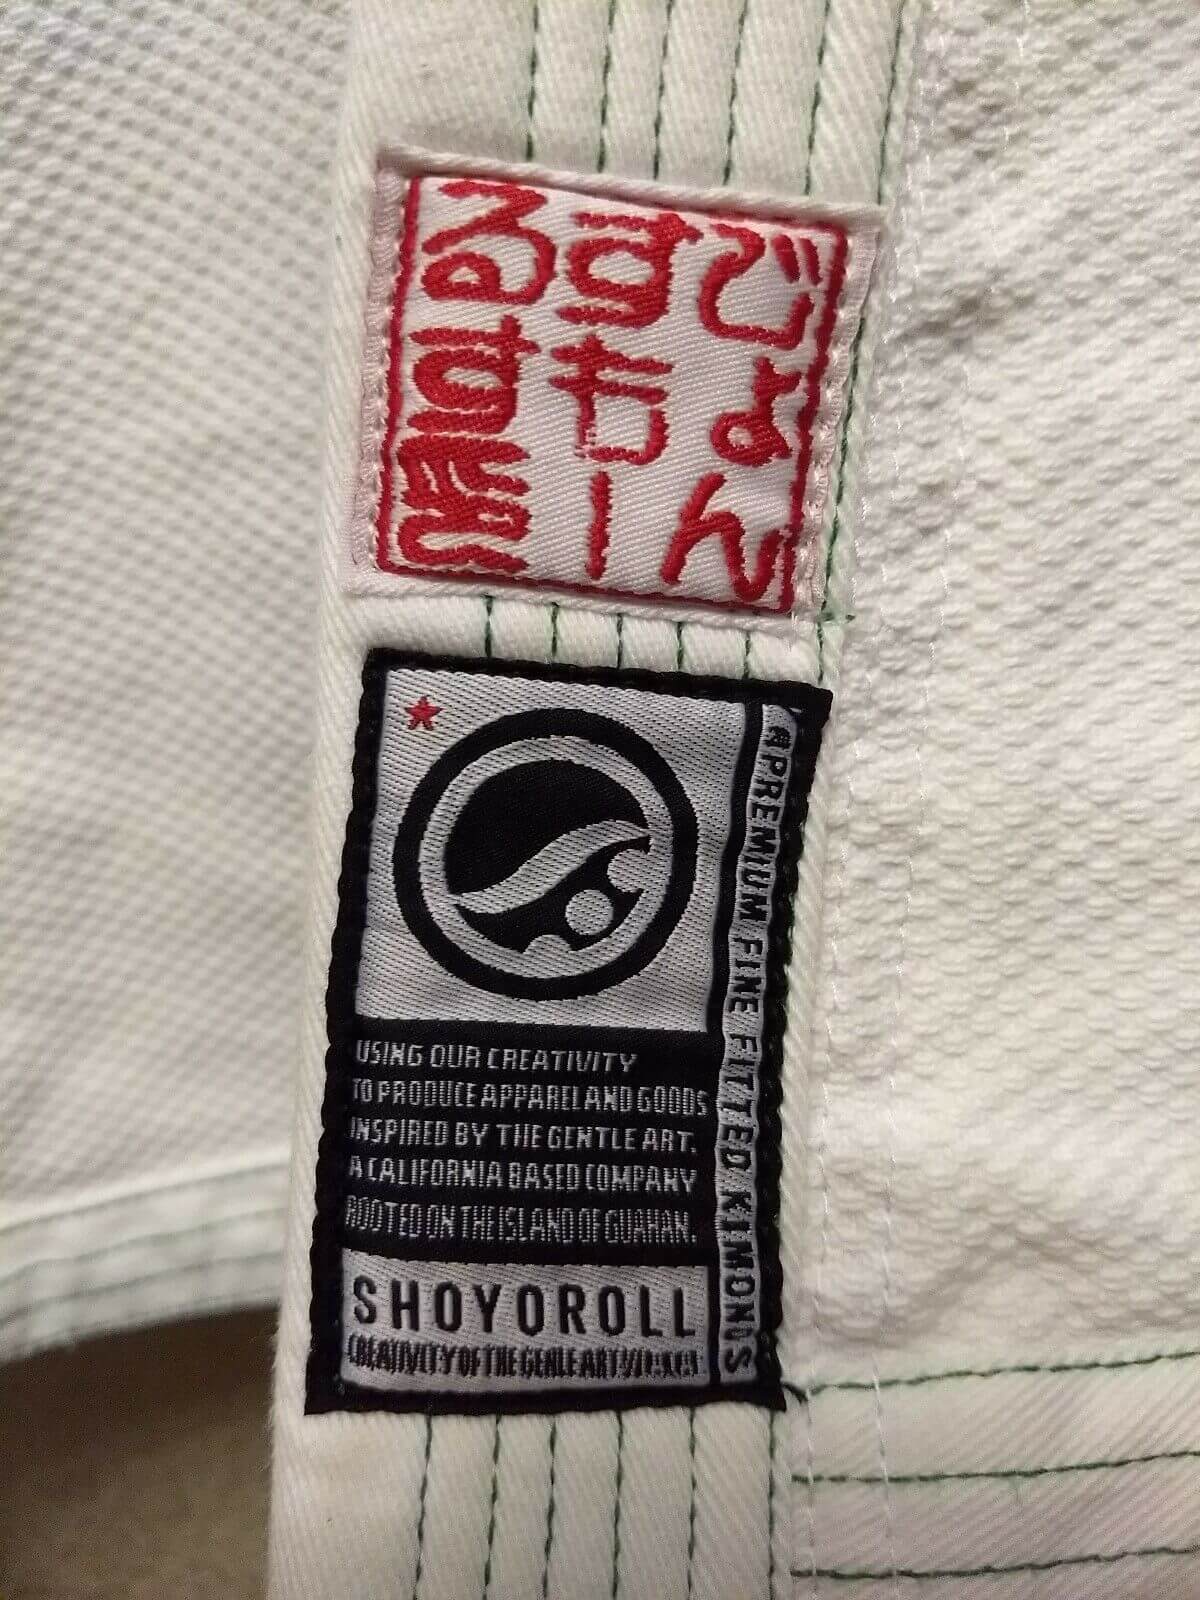 じょん
すもー
るす
USING OUR CREATIVITY
TO PRODUCE APPAREL AND GOODS
INSPIRED BY THE GENTLE ART.
A CALIFORNIA BASED COMPANY
ROOTED ON THE ISLAND OF GUAHAN.
SHOYOROLL
CREATIVITY OF THE GENLE ART
A PREMIUM FINE FITTED KIMONOS